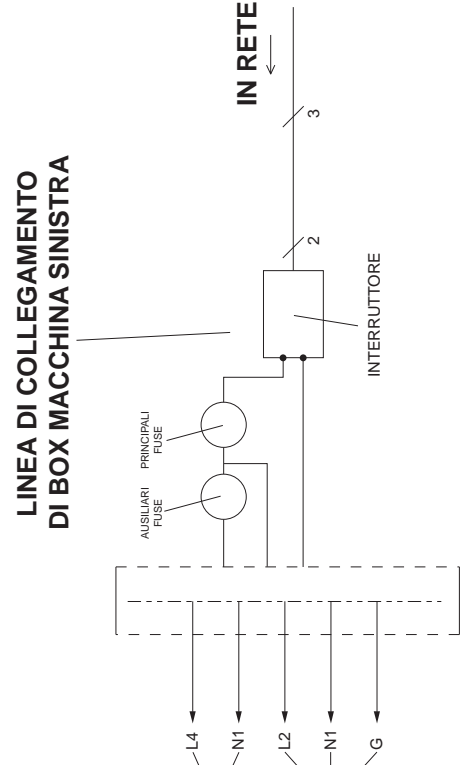 LINEA DI COLLEGAMENTO
DI BOX MACCHINA SINISTRA
IN RETE
3
2
INTERRUTTORE
PRINCIPALI
FUSE
AUSILIARI
FUSE
L4
N1
L2
N1
G